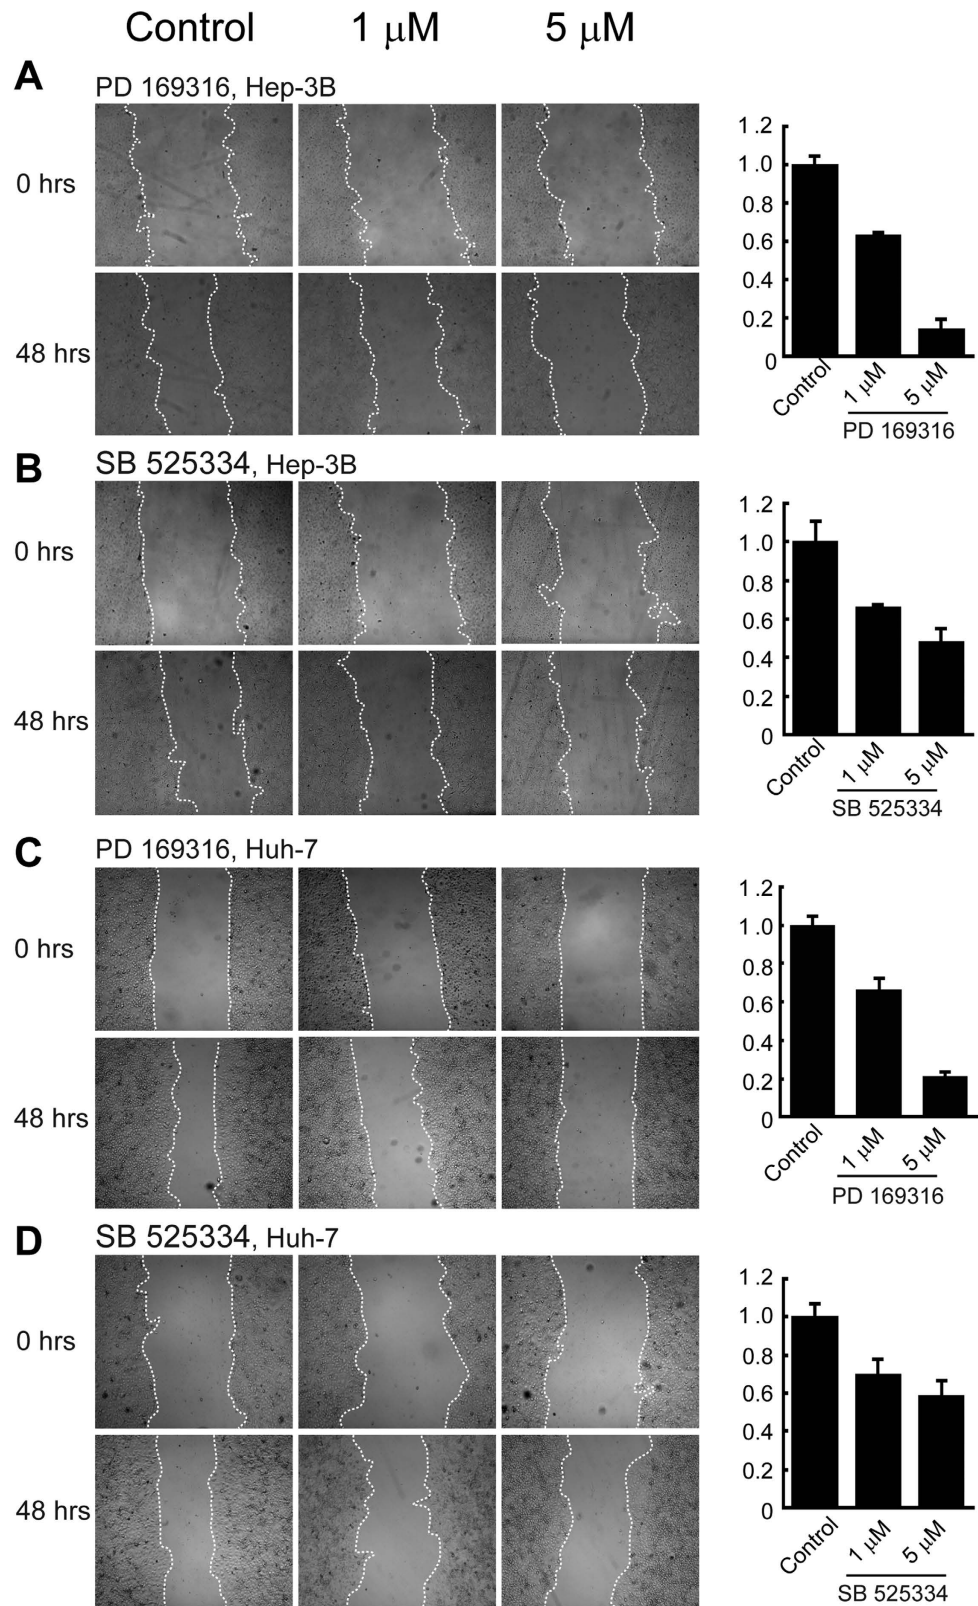 Control 1 μM 5 μM
A
PD 169316, Hep-3B
0 hrs
48 hrs
1.2
1.0
0.8
0.6
0.4
0.2
0
Control 1 μM 5 μM
PD 169316
B
SB 525334, Hep-3B
0 hrs
48 hrs
1.2
1.0
0.8
0.6
0.4
0.2
0
Control 1 μM 5 μM
SB 525334
C
PD 169316, Huh-7
0 hrs
48 hrs
1.2
1.0
0.8
0.6
0.4
0.2
0
Control 1 μM 5 μM
PD 169316
D
SB 525334, Huh-7
0 hrs
48 hrs
1.2
1.0
0.8
0.6
0.4
0.2
0
Control 1 μM 5 μM
SB 525334